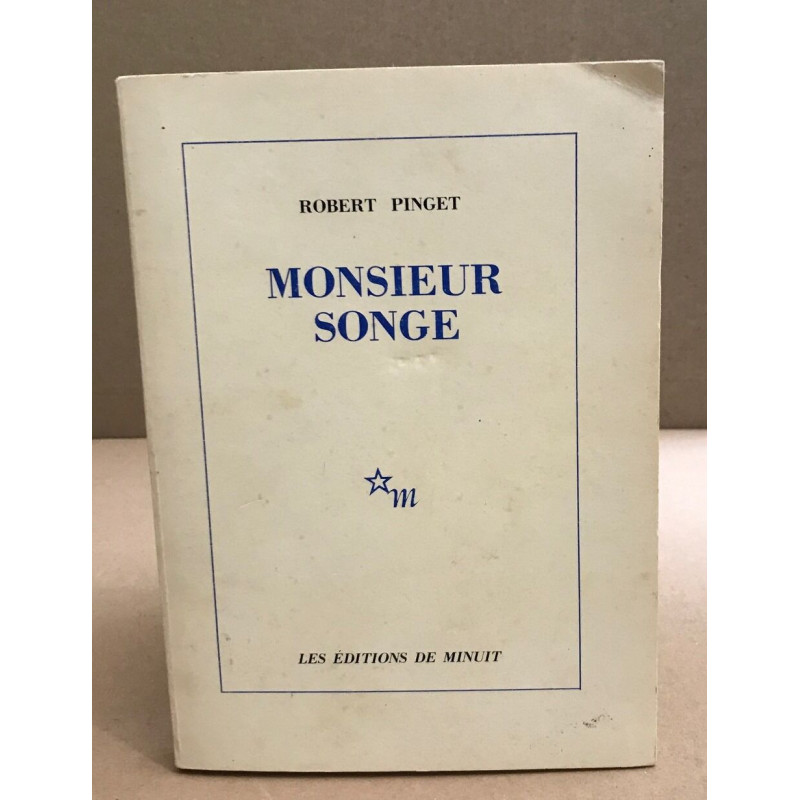 ROBERT PINGET
MONSIEUR
SONGE
m
LES ÉDITIONS DE MINUIT